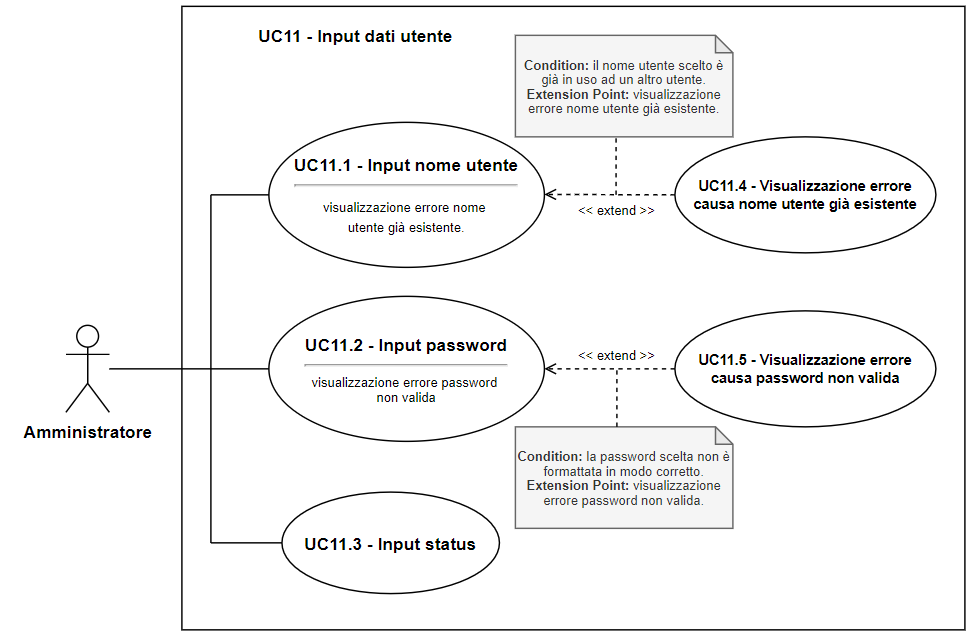 UC11 - Input dati utente
Condition: il nome utente scelto è
già in uso ad un altro utente.
Extension Point: visualizzazione
errore nome utente già esistente.
UC11.1 - Input nome utente
visualizzazione errore nome
utente già esistente.
<< extend >>
UC11.4 - Visualizzazione errore
causa nome utente già esistente
Amministratore
UC11.2 - Input password
visualizzazione errore password
non valida
<< extend >>
UC11.5 - Visualizzazione errore
causa password non valida
Condition: la password scelta non è
formattata in modo corretto.
Extension Point: visualizzazione
errore password non valida.
UC11.3 - Input status